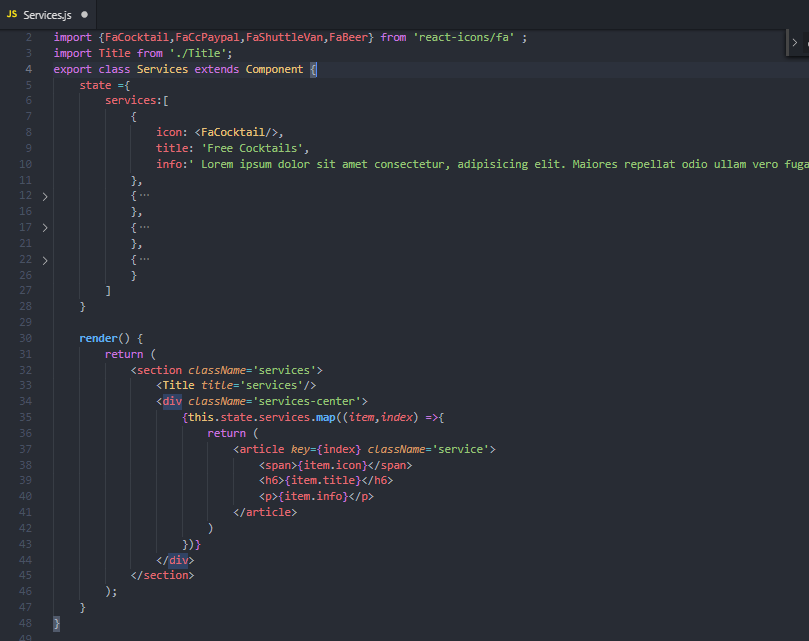 JS Services.js ●
2 import {FaCocktail,FaCcPaypal,FaShuttleVan,FaBeer} from 'react-icons/fa' ;
3 import Title from './Title';
4 export class Services extends Component {
5 state ={
6 services:[
7 {
8 icon: <FaCocktail/>,
9 title: 'Free Cocktails',
10 info:' Lorem ipsum dolor sit amet consectetur, adipisicing elit. Maiores repellat odio ullam vero fuga
11 },
12 > { ···
16 },
17 > { ···
21 },
22 > { ···
26 }
27 ]
28 }
29
30 render() {
31 return (
32 <section className='services'>
33 <Title title='services'/>
34 <div className='services-center'>
35 {this.state.services.map((item,index) =>{
36 return (
37 <article key={index} className='service'>
38 <span>{item.icon}</span>
39 <h6>{item.title}</h6>
40 <p>{item.info}</p>
41 </article>
42 )
43 })}
44 </div>
45 </section>
46 );
47 }
48 }
49